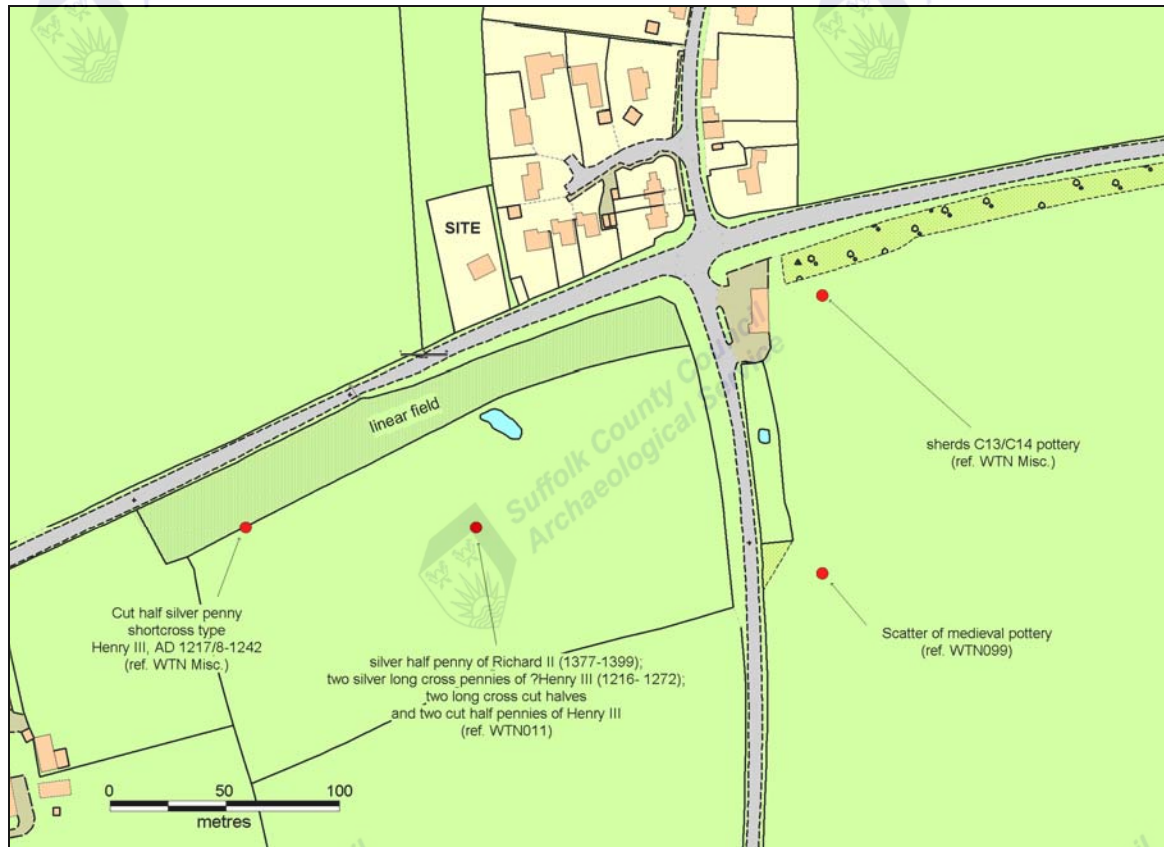 SITE
linear field
sherds C13/C14 pottery
(ref. WTN Misc.)
Cut half silver penny
shortcross type
Henry III, AD 1217/8-1242
(ref. WTN Misc.)
silver half penny of Richard II (1377-1399);
two silver long cross pennies of ?Henry III (1216- 1272);
two long cross cut halves
and two cut half pennies of Henry III
(ref. WTN011)
Scatter of medieval pottery
(ref. WTN099)
0 50 100
metres
Suffolk County Council
Archaeological Service